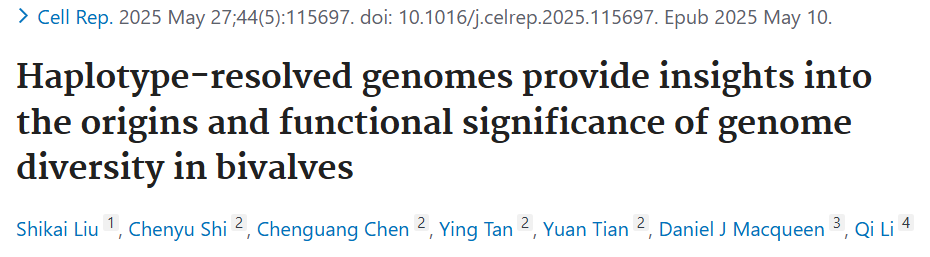 > Cell Rep. 2025 May 27;44(5):115697. doi: 10.1016/j.celrep.2025.115697. Epub 2025 May 10.
Haplotype-resolved genomes provide insights into
the origins and functional significance of genome
diversity in bivalves
Shikai Liu 1, Chenyu Shi 2, Chenguang Chen 2, Ying Tan 2, Yuan Tian 2, Daniel J Macqueen 3, Qi Li 4